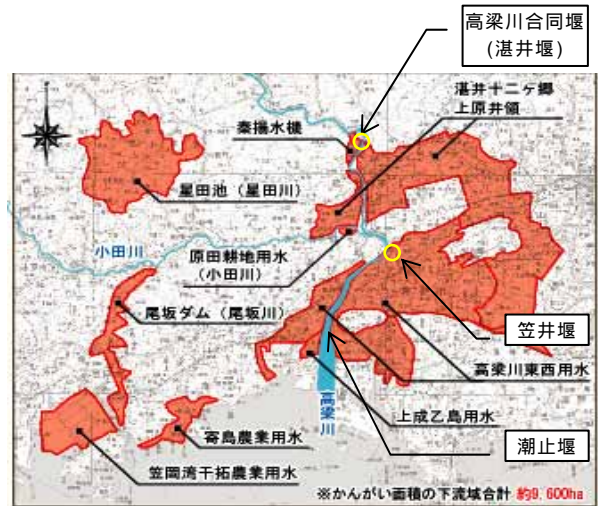 高梁川合同堰
(湛井堰)
湛井十二ケ郷
上原井領
秦揚水機
星田池（星田川）
小田川
原田耕地用水
（小田川）
尾坂ダム（尾坂川）
笠井堰
高梁川東西用水
高梁川
上成乙島用水
寄島農業用水
潮止堰
笠岡湾干拓農業用水
※かんがい面積の下流域合計 約9,600ha